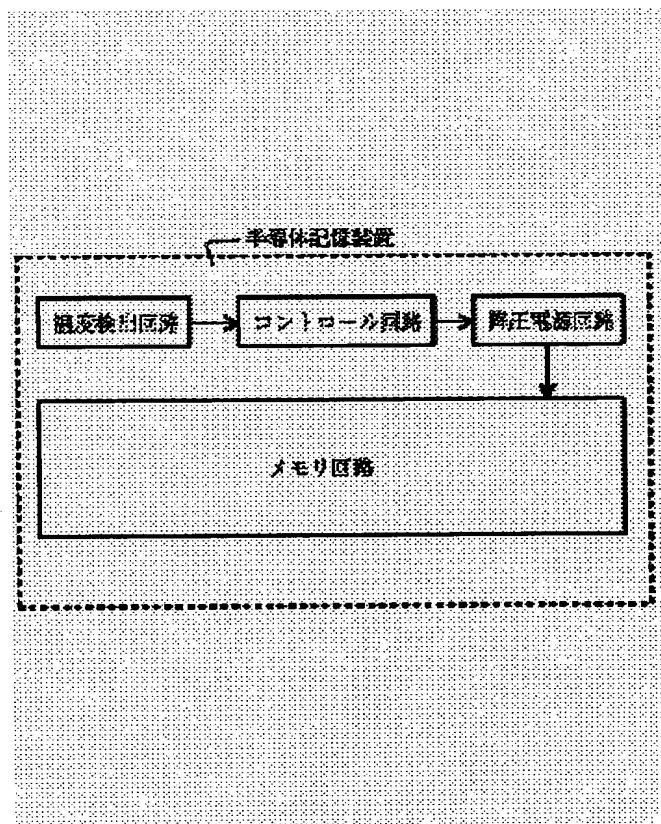 半導体記憶装置
温度検出回路
コントロール回路
降圧電源回路
メモリ回路